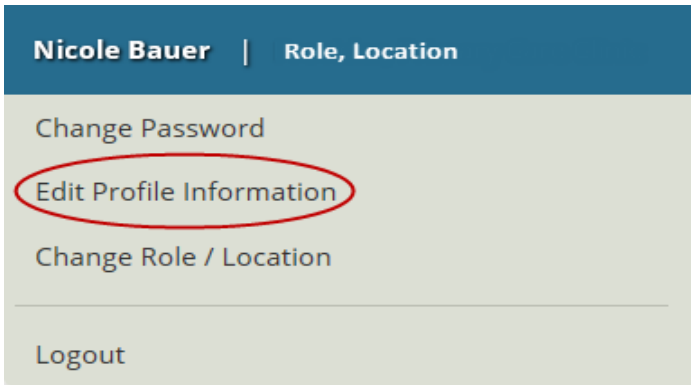 Nicole Bauer | Role, Location
Change Password
Edit Profile Information
Change Role / Location
Logout